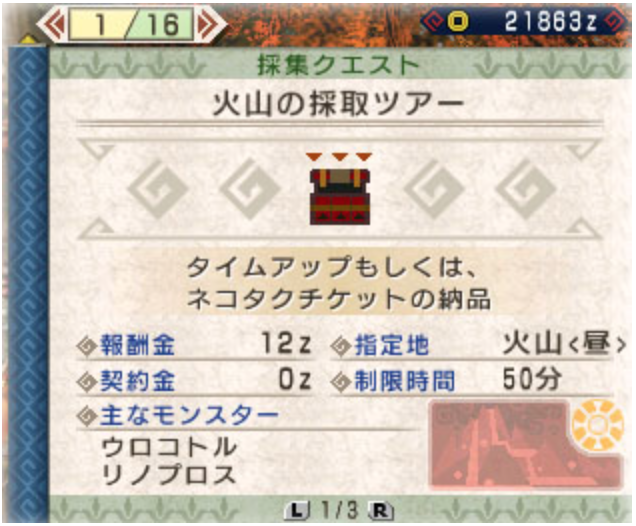 1 / 16
21863z
採集クエスト
火山の採取ツアー
タイムアップもしくは、
ネコタクチケットの納品
報酬金 12z 指定地 火山<昼>
契約金 0z 制限時間 50分
主なモンスター
ウロコトル
リノプロス
L 1/3 R